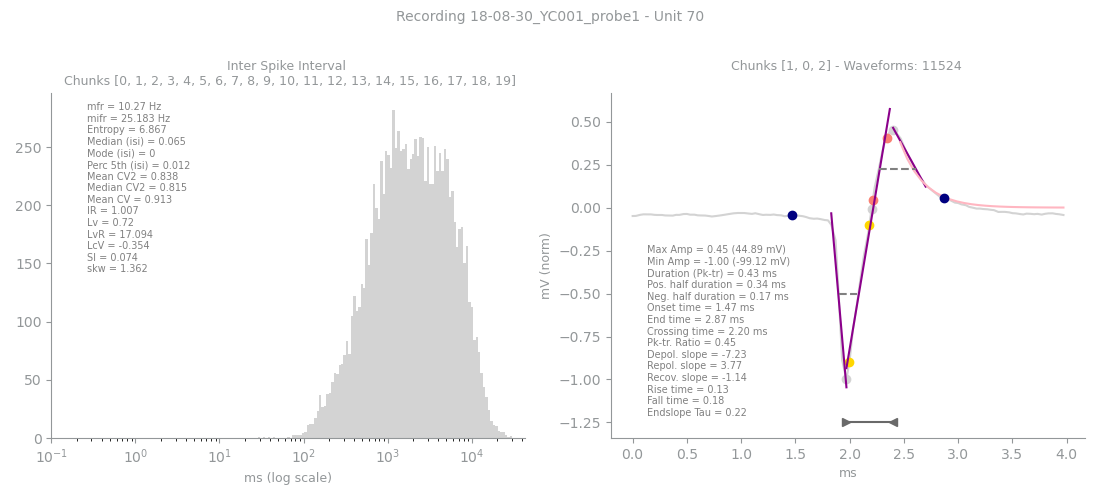 Recording 18-08-30_YC001_probe1 - Unit 70
Inter Spike Interval
Chunks [0, 1, 2, 3, 4, 5, 6, 7, 8, 9, 10, 11, 12, 13, 14, 15, 16, 17, 18, 19]
mfr = 10.27 Hz
mifr = 25.183 Hz
Entropy = 6.867
Median (isi) = 0.065
Mode (isi) = 0
Perc 5th (isi) = 0.012
Mean CV2 = 0.838
Median CV2 = 0.815
Mean CV = 0.913
IR = 1.007
Lv = 0.72
LvR = 17.094
LcV = -0.354
SI = 0.074
skw = 1.362
250
200
150
100
50
0
10⁻¹ 10⁰ 10¹ 10² 10³ 10⁴
ms (log scale)
Chunks [1, 0, 2] - Waveforms: 11524
mV (norm)
0.50
0.25
0.00
−0.25
−0.50
−0.75
−1.00
−1.25
Max Amp = 0.45 (44.89 mV)
Min Amp = -1.00 (-99.12 mV)
Duration (Pk-tr) = 0.43 ms
Pos. half duration = 0.34 ms
Neg. half duration = 0.17 ms
Onset time = 1.47 ms
End time = 2.87 ms
Crossing time = 2.20 ms
Pk-tr. Ratio = 0.45
Depol. slope = -7.23
Repol. slope = 3.77
Recov. slope = -1.14
Rise time = 0.13
Fall time = 0.18
Endslope Tau = 0.22
0.0 0.5 1.0 1.5 2.0 2.5 3.0 3.5 4.0
ms